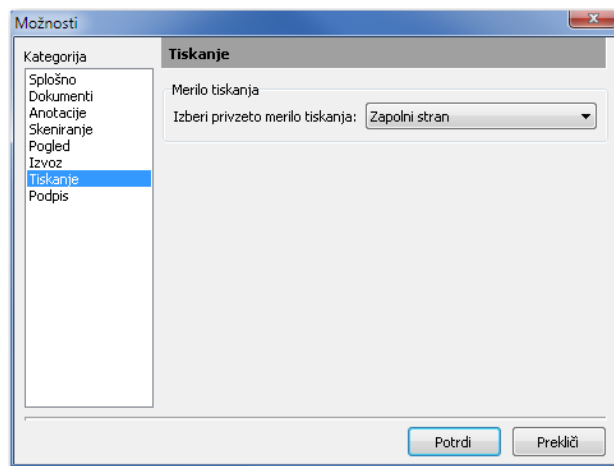 Možnosti
Kategorija
Splošno
Dokumenti
Anotacije
Skeniranje
Pogled
Izvoz
Tiskanje
Podpis
Tiskanje
Merilo tiskanja
Izberi privzeto merilo tiskanja: Zapolni stran
Potrdi Prekliči